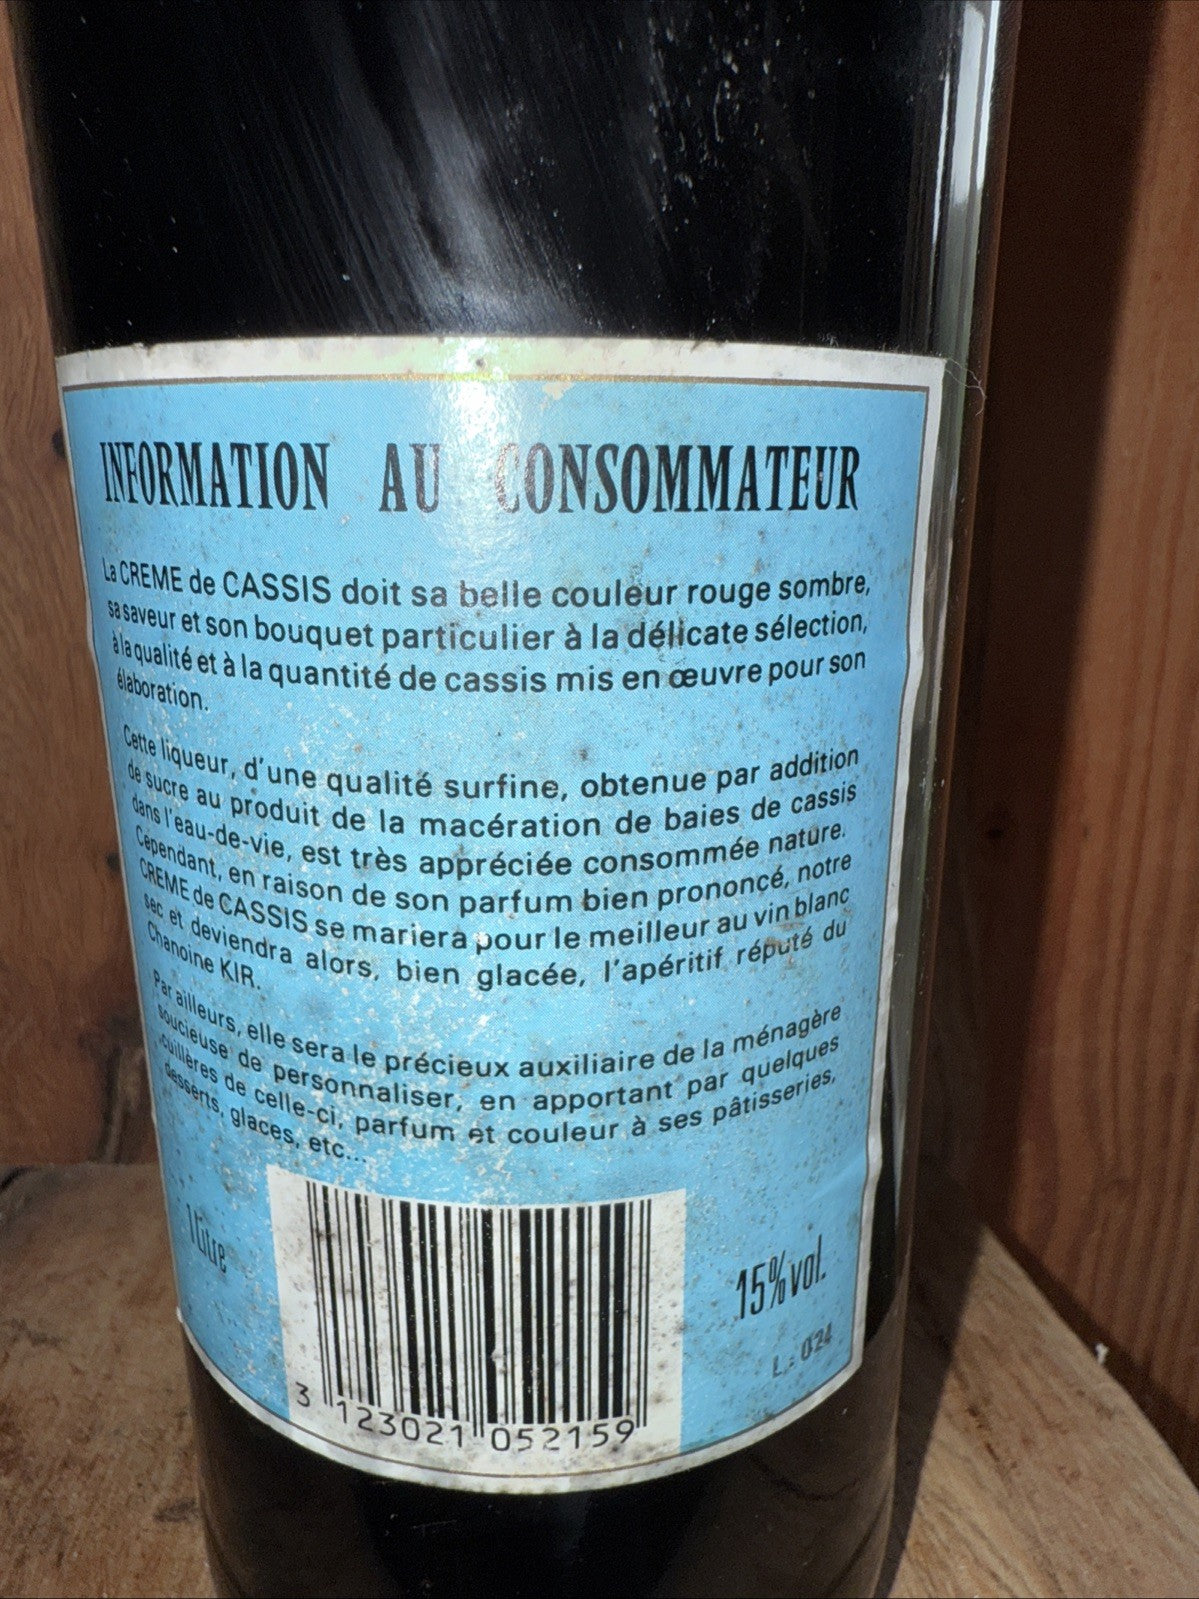 INFORMATION AU CONSOMMATEUR
La CREME de CASSIS doit sa belle couleur rouge sombre,
sa saveur et son bouquet particulier à la délicate sélection,
à la qualité et à la quantité de cassis mis en œuvre pour son
élaboration.
Cette liqueur, d'une qualité surfine, obtenue par addition
de sucre au produit de la macération de baies de cassis
dans l'eau-de-vie, est très appréciée consommée nature.
Cependant, en raison de son parfum bien prononcé, notre
CREME de CASSIS se mariera pour le meilleur au vin blanc
sec et deviendra alors, bien glacée, l'apéritif réputé du
Chanoine KIR.
Par ailleurs, elle sera le précieux auxiliaire de la ménagère
soucieuse de personnaliser, en apportant par quelques
cuillères de celle-ci, parfum et couleur à ses pâtisseries,
desserts, glaces, etc...
1 Litre
15% vol.
L.: 024
3 123021 052159